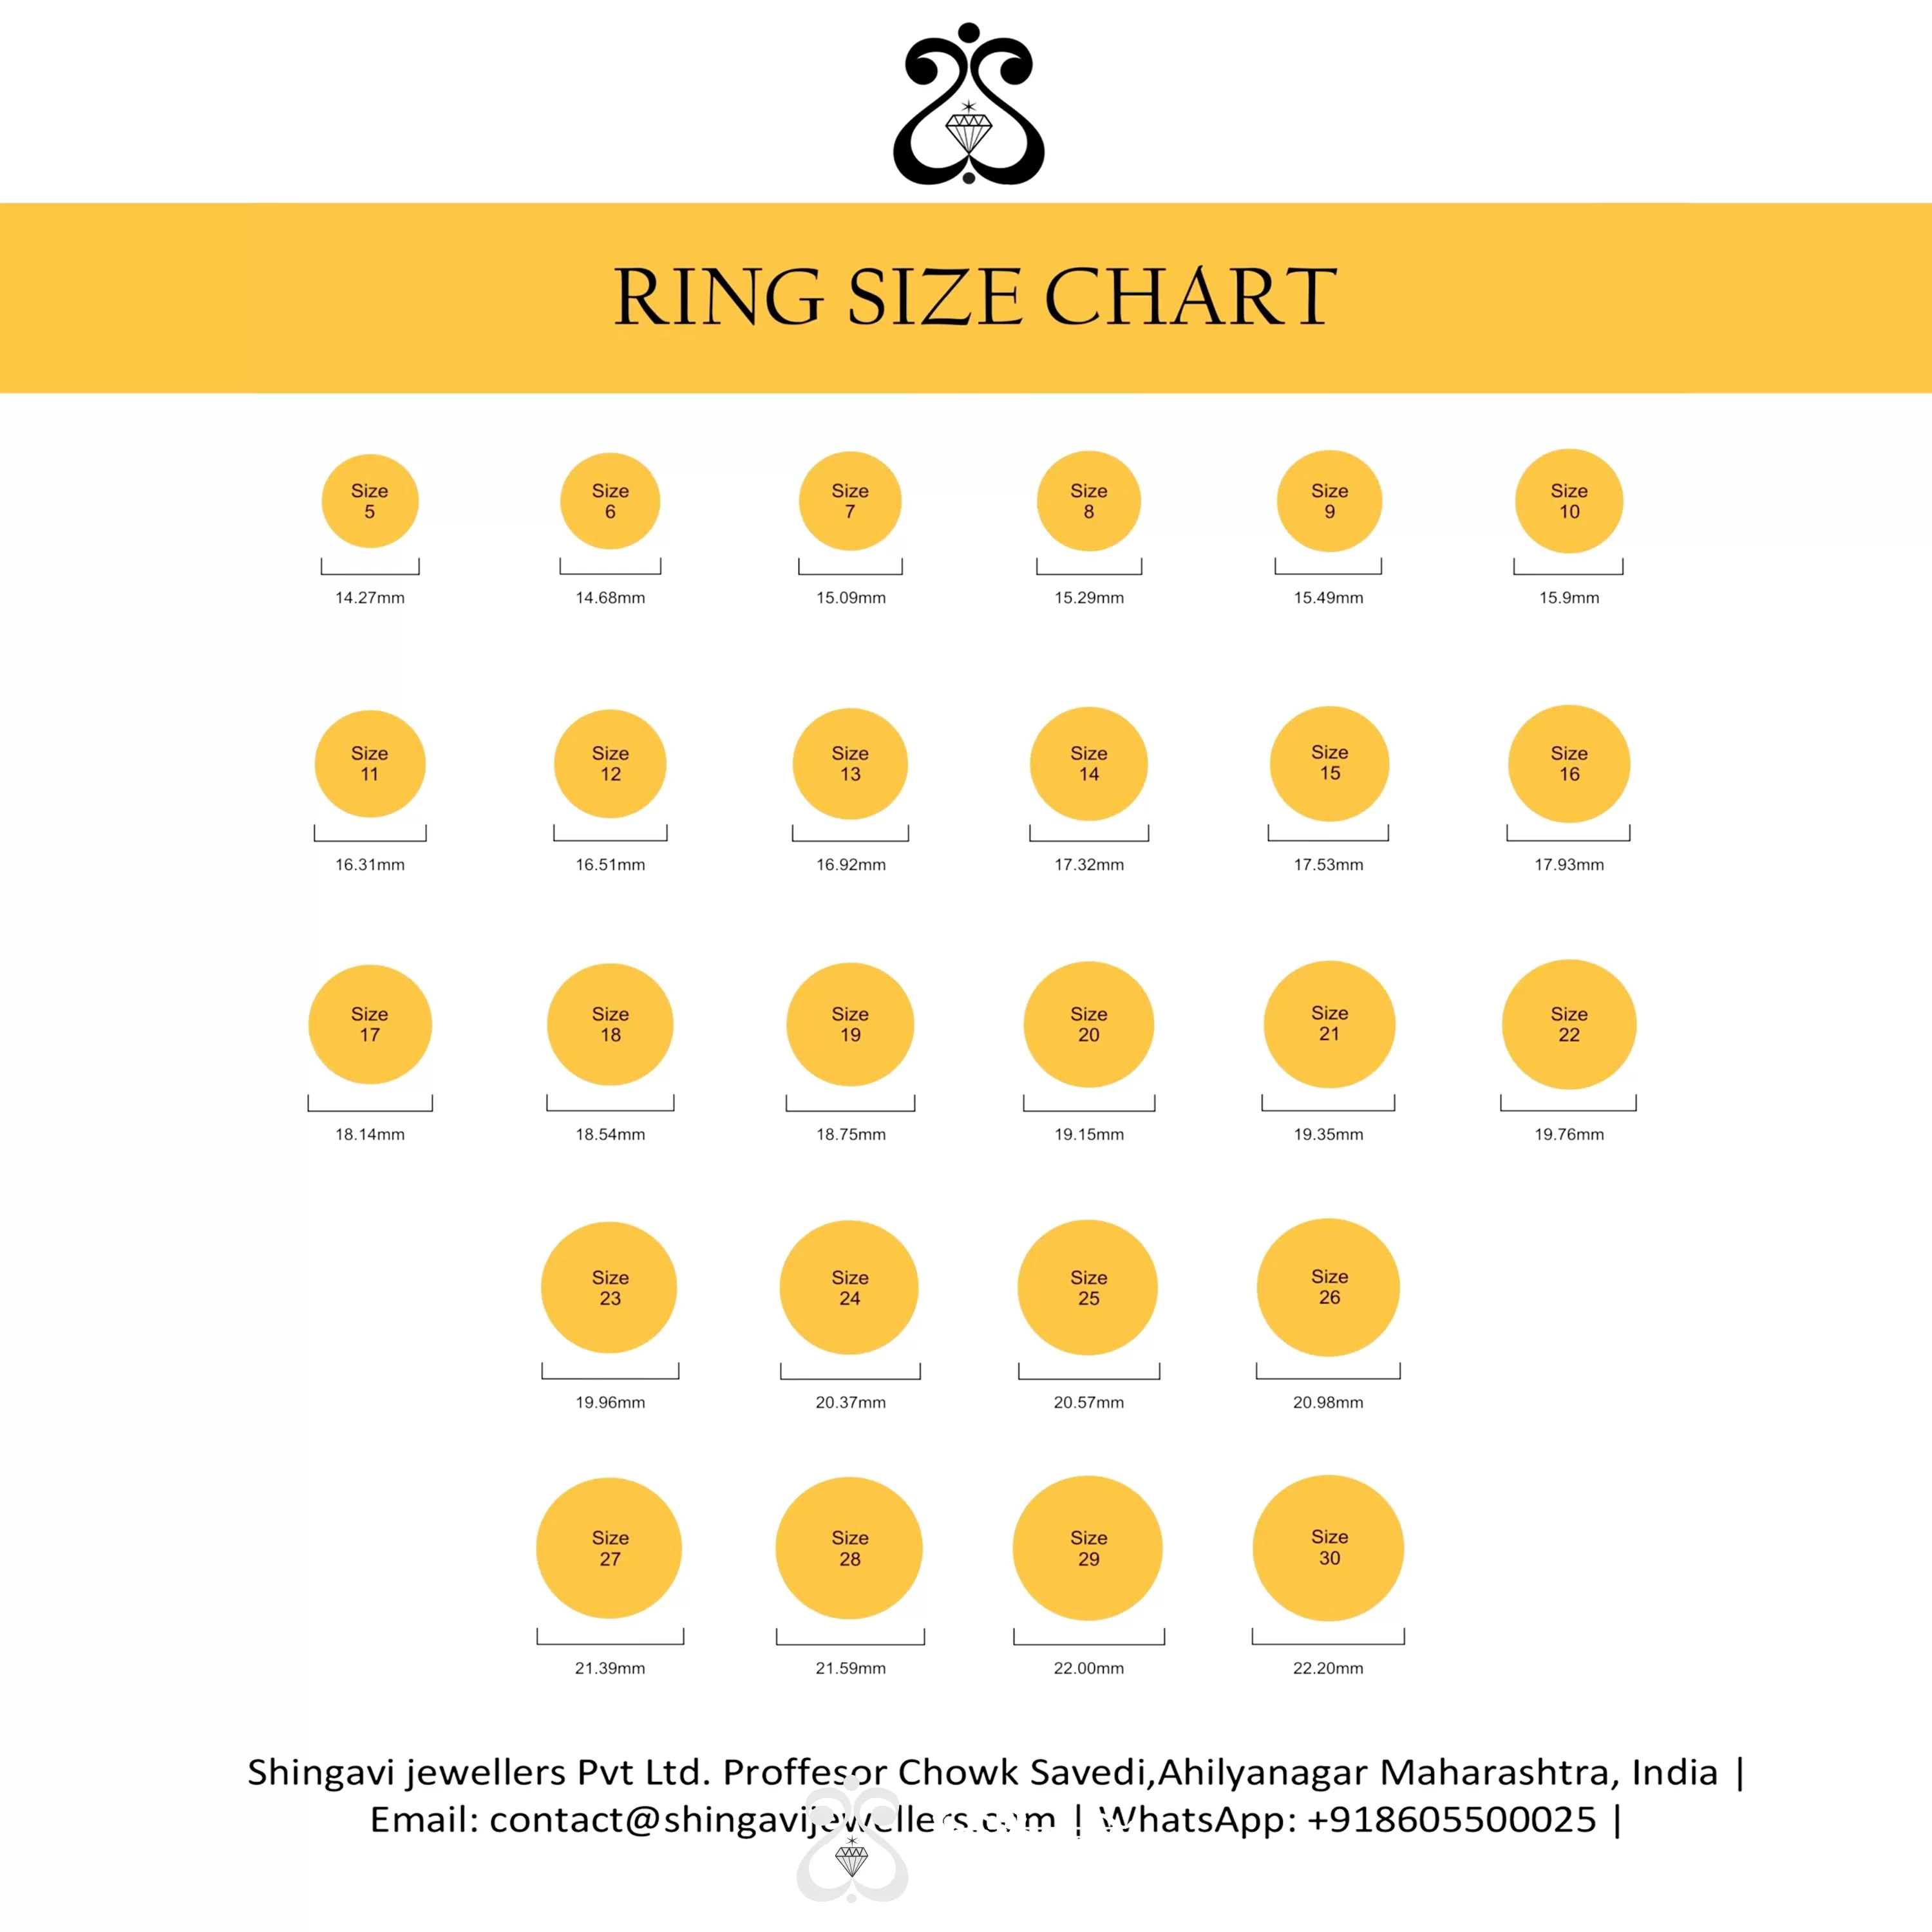 RING SIZE CHART
Size
5
14.27mm
Size
6
14.68mm
Size
7
15.09mm
Size
8
15.29mm
Size
9
15.49mm
Size
10
15.9mm
Size
11
16.31mm
Size
12
16.51mm
Size
13
16.92mm
Size
14
17.32mm
Size
15
17.53mm
Size
16
17.93mm
Size
17
18.14mm
Size
18
18.54mm
Size
19
18.75mm
Size
20
19.15mm
Size
21
19.35mm
Size
22
19.76mm
Size
23
19.96mm
Size
24
20.37mm
Size
25
20.57mm
Size
26
20.98mm
Size
27
21.39mm
Size
28
21.59mm
Size
29
22.00mm
Size
30
22.20mm
Shingavi jewellers Pvt Ltd. Proffesor Chowk Savedi,Ahilyanagar Maharashtra, India |
Email: contact@shingavijewellers.com | WhatsApp: +918605500025 |